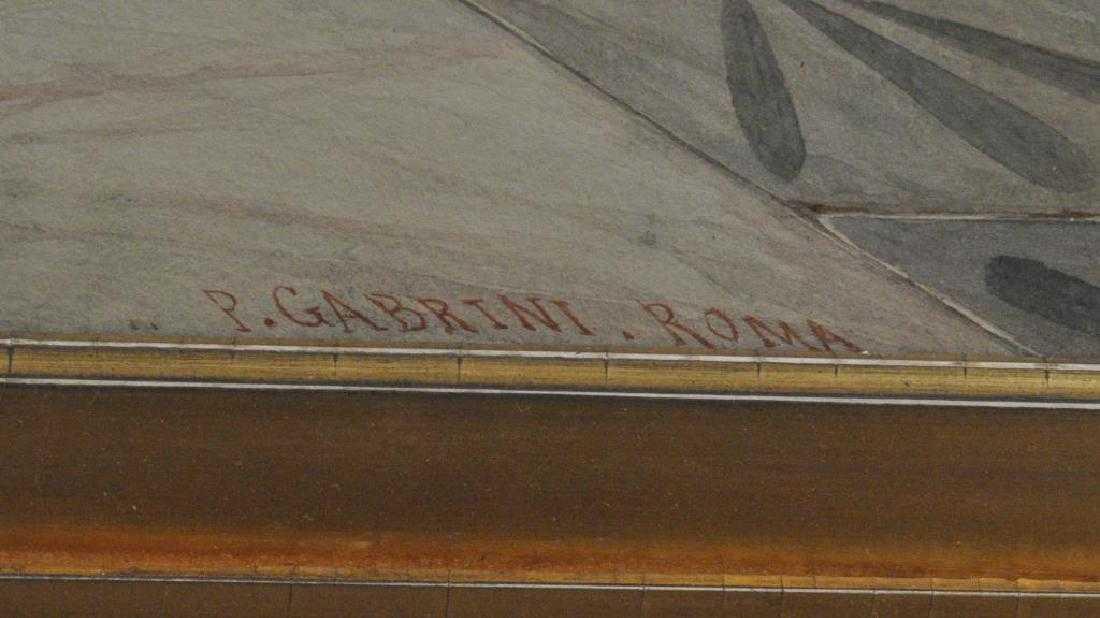 P. GABRINI . ROMA